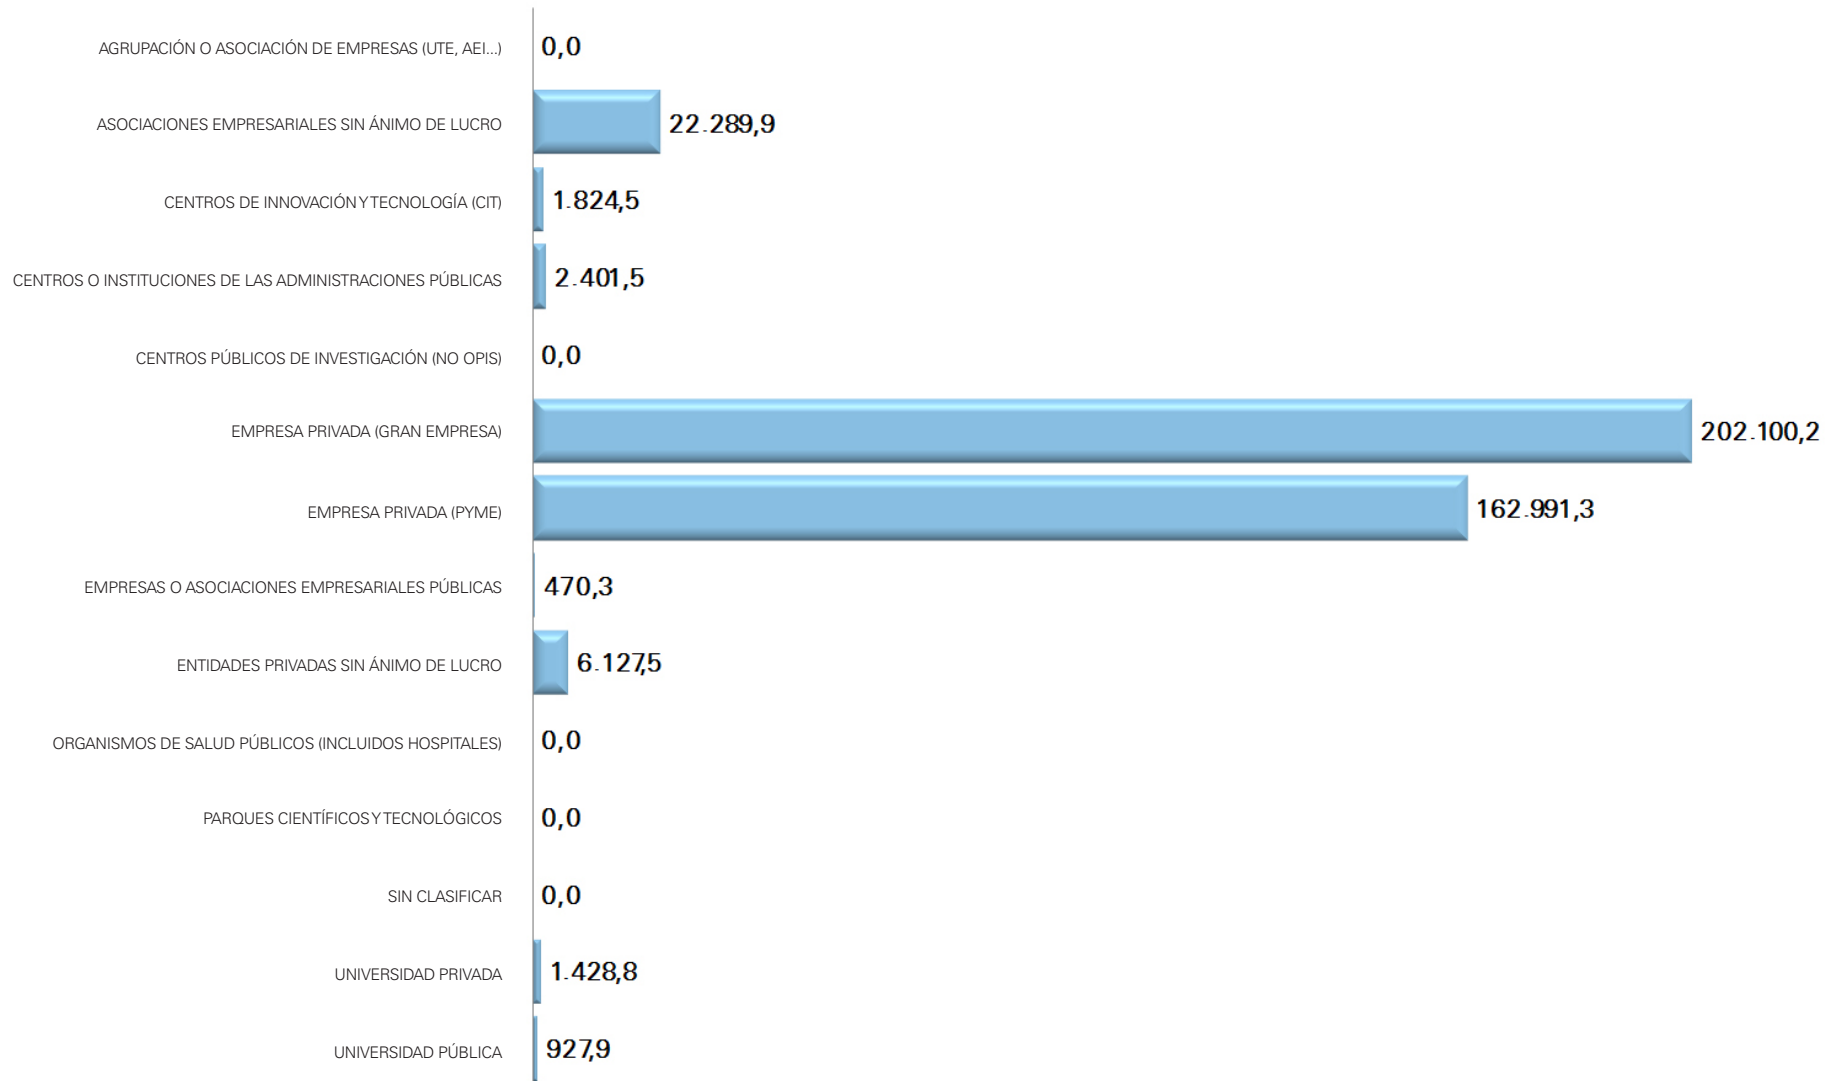 AGRUPACIÓN O ASOCIACIÓN DE EMPRESAS (UTE, AEI...) 0,0
ASOCIACIONES EMPRESARIALES SIN ÁNIMO DE LUCRO 22.289,9
CENTROS DE INNOVACIÓN Y TECNOLOGÍA (CIT) 1.824,5
CENTROS O INSTITUCIONES DE LAS ADMINISTRACIONES PÚBLICAS 2.401,5
CENTROS PÚBLICOS DE INVESTIGACIÓN (NO OPIS) 0,0
EMPRESA PRIVADA (GRAN EMPRESA) 202.100,2
EMPRESA PRIVADA (PYME) 162.991,3
EMPRESAS O ASOCIACIONES EMPRESARIALES PÚBLICAS 470,3
ENTIDADES PRIVADAS SIN ÁNIMO DE LUCRO 6.127,5
ORGANISMOS DE SALUD PÚBLICOS (INCLUIDOS HOSPITALES) 0,0
PARQUES CIENTÍFICOS Y TECNOLÓGICOS 0,0
SIN CLASIFICAR 0,0
UNIVERSIDAD PRIVADA 1.428,8
UNIVERSIDAD PÚBLICA 927,9